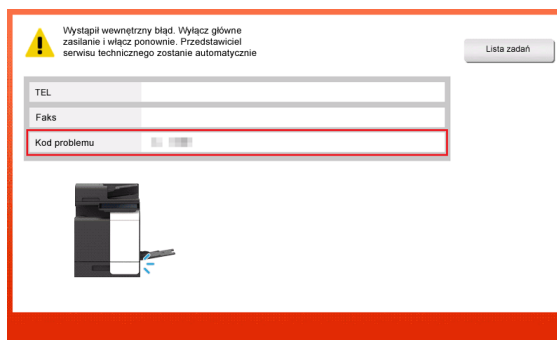 Wystąpił wewnętrzny błąd. Wyłącz główne
zasilanie i włącz ponownie. Przedstawiciel
serwisu technicznego zostanie automatycznie
Lista zadań
TEL
Faks
Kod problemu